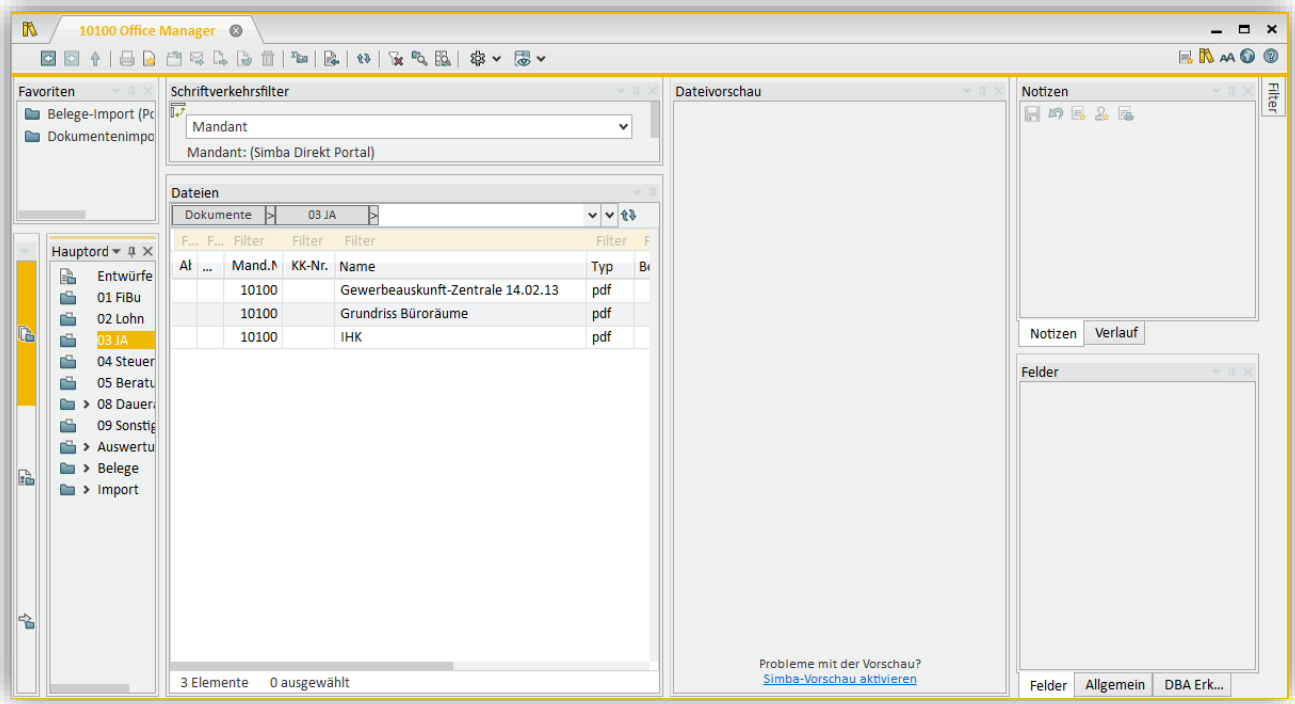 10100 Office Manager
Favoriten
Belege-Import (Po
Dokumentenimpo
Hauptord
Entwürfe
01 FiBu
02 Lohn
03 JA
04 Steuer
05 Beratu
08 Dauera
09 Sonstig
Auswertu
Belege
Import
Schriftverkehrsfilter
Mandant
Mandant: (Simba Direkt Portal)
Dateien
Dokumente > 03 JA >
F... F... Filter Filter Filter Filter F
... Mand.N KK-Nr. Name Typ Be
10100 Gewerbeauskunft-Zentrale 14.02.13 pdf
10100 Grundriss Büroräume pdf
10100 IHK pdf
3 Elemente 0 ausgewählt
Dateivorschau
Probleme mit der Vorschau?
Simba-Vorschau aktivieren
Notizen
Notizen Verlauf
Felder
Felder Allgemein DBA Erk...
Filter
AA